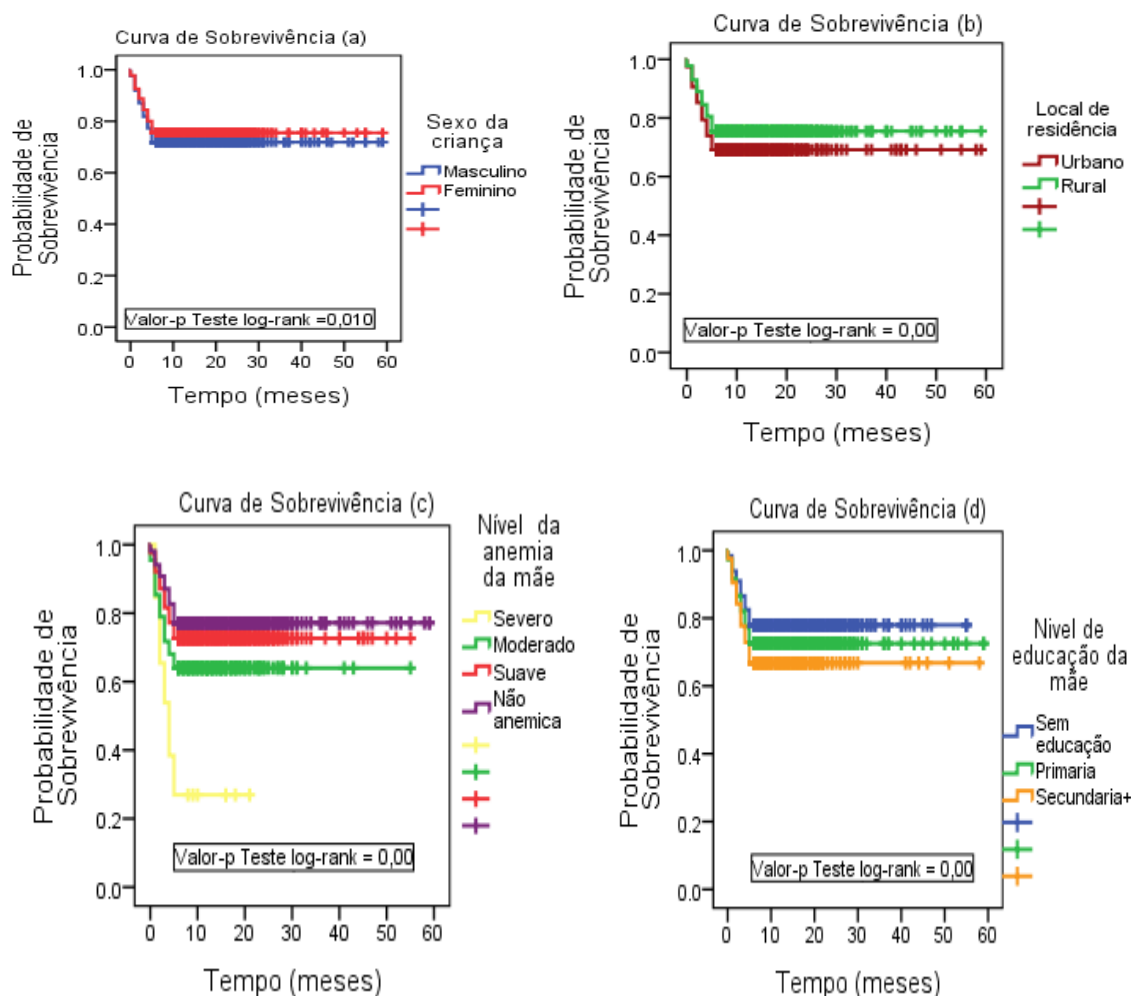 Curva de Sobrevivência (a)
Probabilidade de
Sobrevivência
1.0
0.8
0.6
0.4
0.2
0.0
Valor-p Teste log-rank =0,010
0 10 20 30 40 50 60
Tempo (meses)
Sexo da
criança
Masculino
Feminino
Curva de Sobrevivência (b)
Probabilidade de
Sobrevivência
1.0
0.8
0.6
0.4
0.2
0.0
Valor-p Teste log-rank = 0,00
0 10 20 30 40 50 60
Tempo (meses)
Local de
residência
Urbano
Rural
Curva de Sobrevivência (c)
Probabilidade de
Sobrevivência
1.0
0.8
0.6
0.4
0.2
0.0
Valor-p Teste log-rank = 0,00
0 10 20 30 40 50 60
Tempo (meses)
Nível da
anemia
da mãe
Severo
Moderado
Suave
Não
anemica
Curva de Sobrevivência (d)
Probabilidade de
Sobrevivência
1.0
0.8
0.6
0.4
0.2
0.0
Valor-p Teste log-rank = 0,00
0 10 20 30 40 50 60
Tempo (meses)
Nivel de
educação da
mãe
Sem
educação
Primaria
Secundaria+